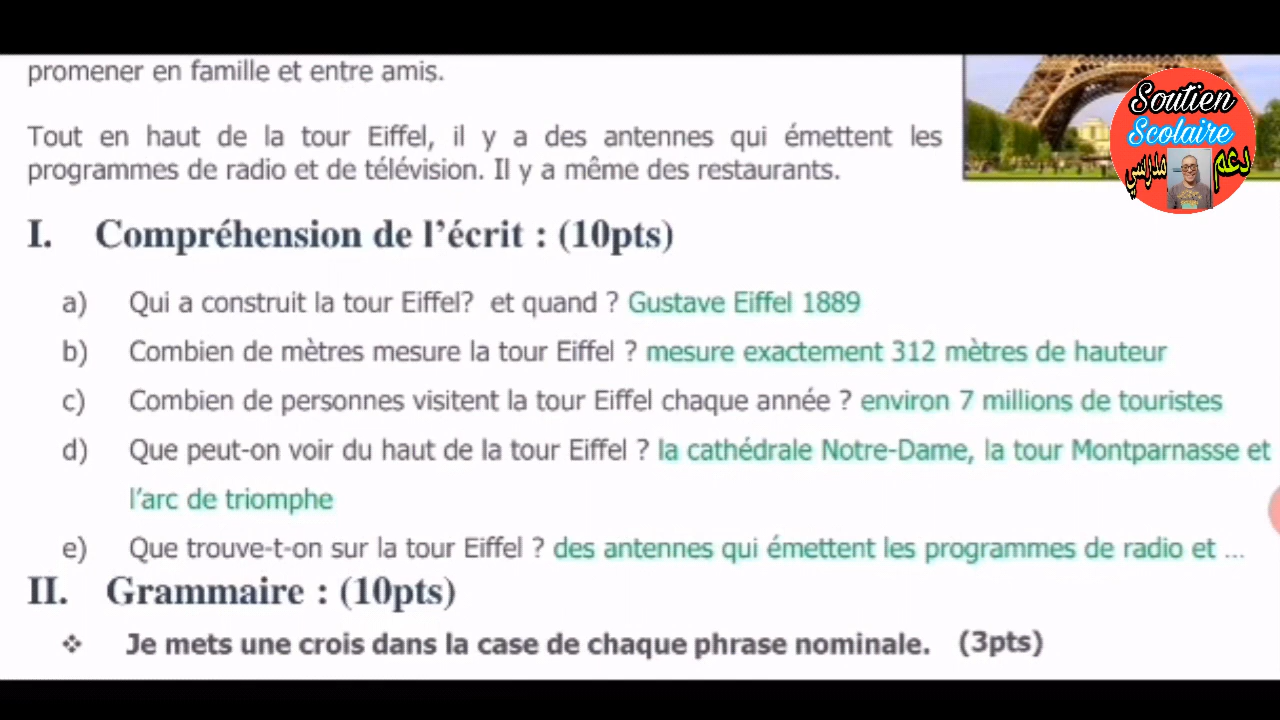 promener en famille et entre amis.
Tout en haut de la tour Eiffel, il y a des antennes qui émettent les
programmes de radio et de télévision. Il y a même des restaurants.
Soutien
Scolaire
دعم مدرسي
I. Compréhension de l'écrit : (10pts)
a) Qui a construit la tour Eiffel? et quand ? Gustave Eiffel 1889
b) Combien de mètres mesure la tour Eiffel ? mesure exactement 312 mètres de hauteur
c) Combien de personnes visitent la tour Eiffel chaque année ? environ 7 millions de touristes
d) Que peut-on voir du haut de la tour Eiffel ? la cathédrale Notre-Dame, la tour Montparnasse et
l'arc de triomphe
e) Que trouve-t-on sur la tour Eiffel ? des antennes qui émettent les programmes de radio et ...
II. Grammaire : (10pts)
❖ Je mets une crois dans la case de chaque phrase nominale. (3pts)